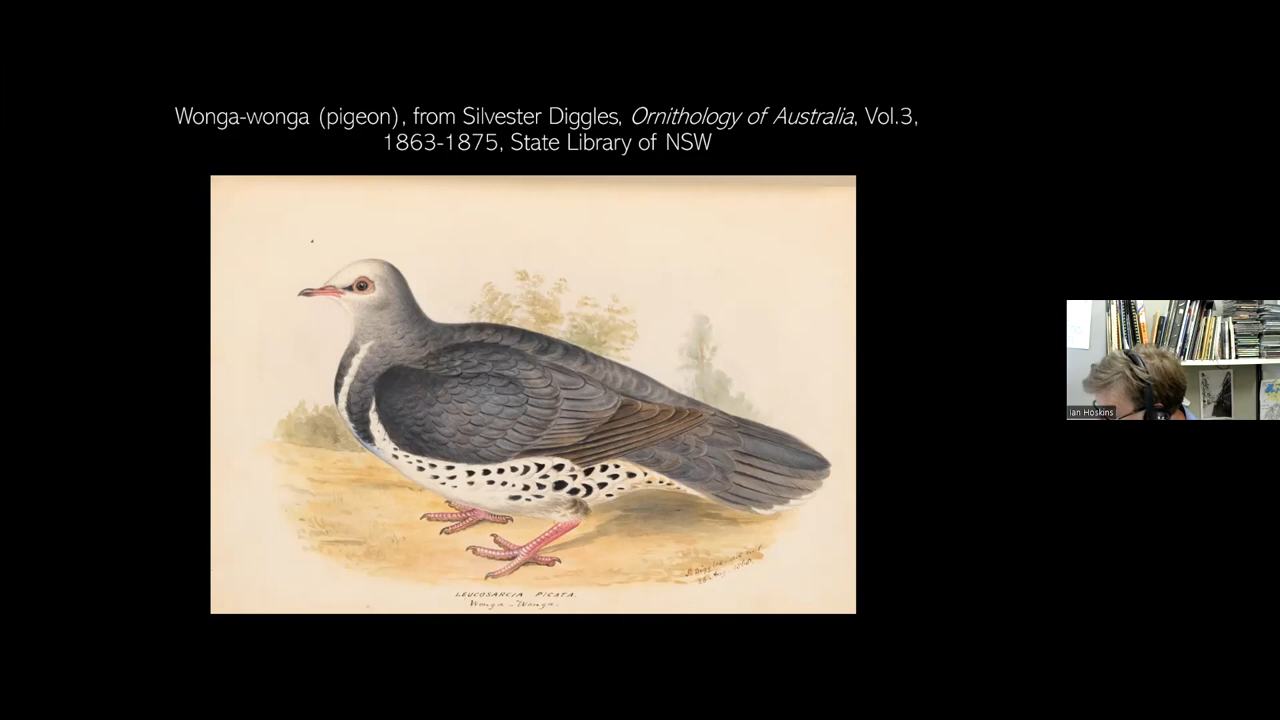 Wonga-wonga (pigeon), from Silvester Diggles, Ornithology of Australia, Vol.3,
1863-1875, State Library of NSW
LEUCOSARCIA PICATA.
Wonga-Wonga.
Ian Hoskins